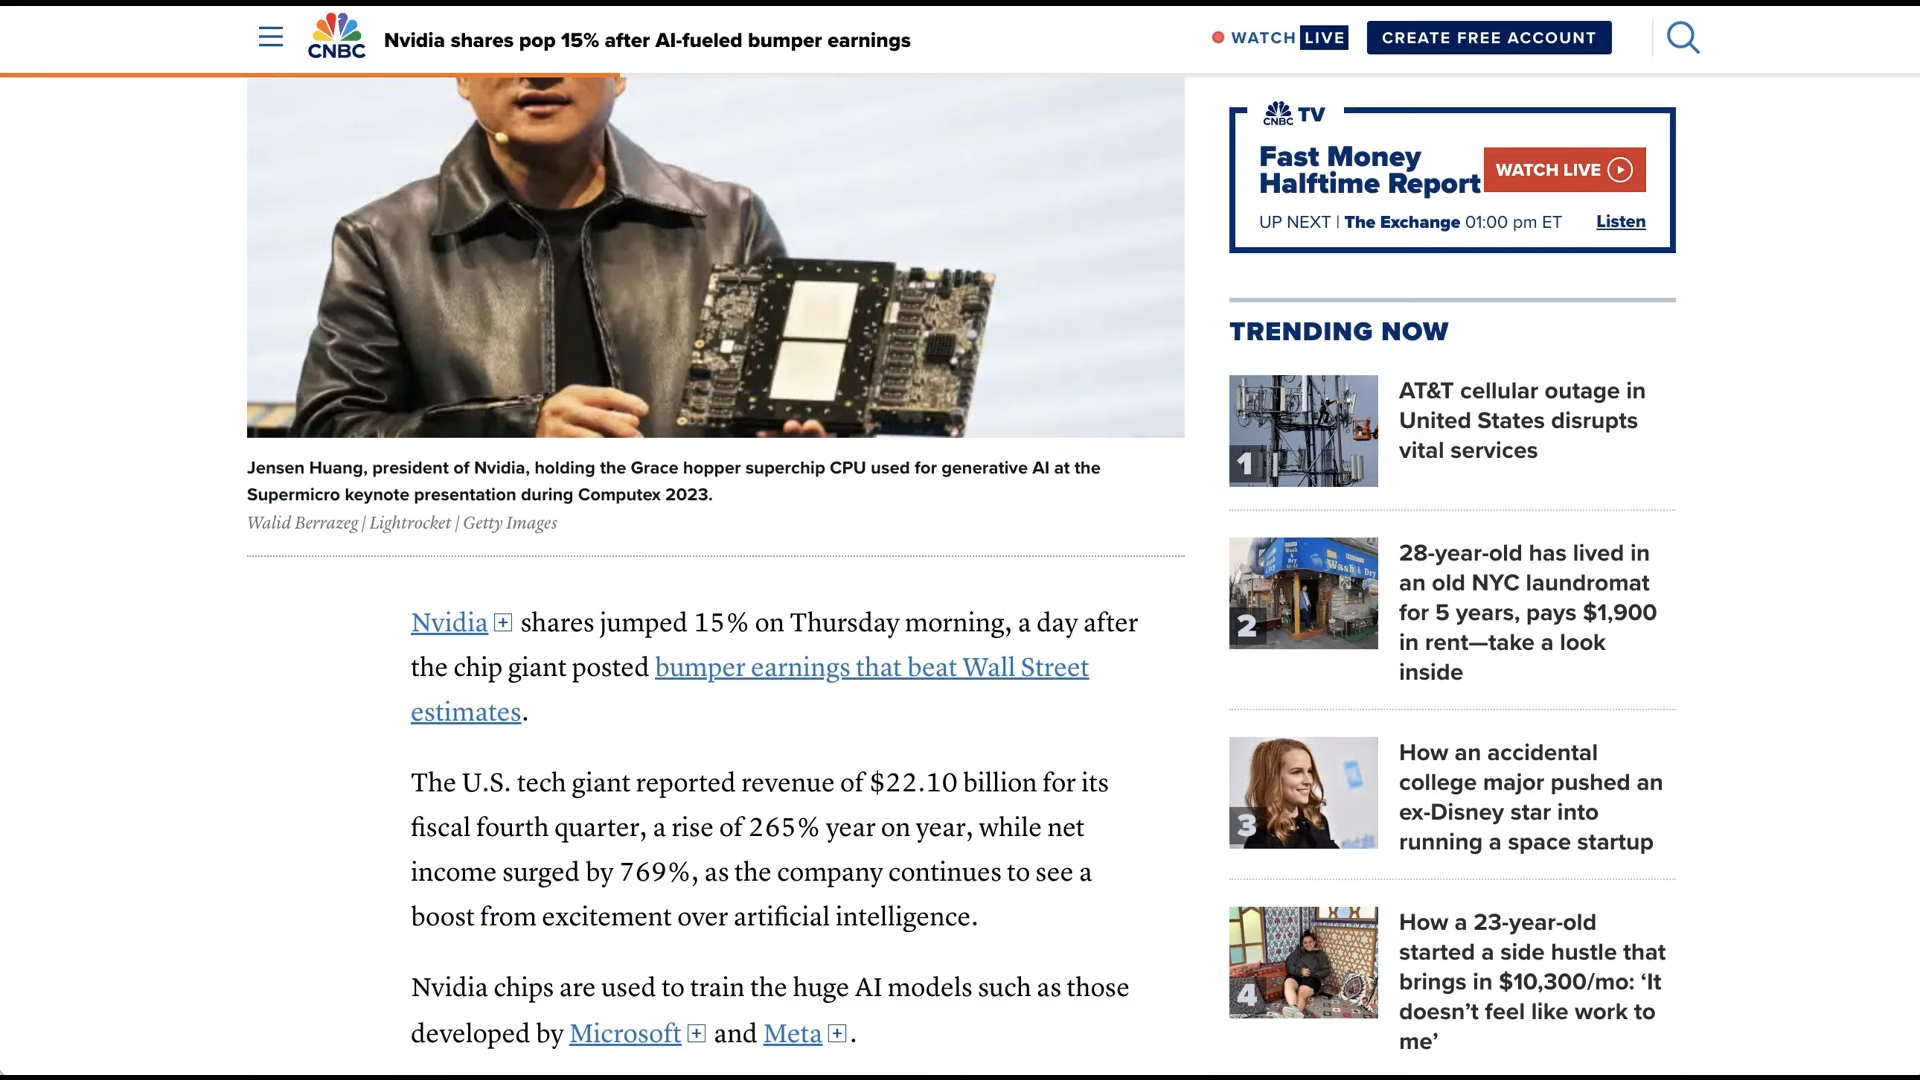 CNBC
Nvidia shares pop 15% after AI-fueled bumper earnings
WATCH LIVE
CREATE FREE ACCOUNT
Jensen Huang, president of Nvidia, holding the Grace hopper superchip CPU used for generative AI at the
Supermicro keynote presentation during Computex 2023.
Walid Berrazeg | Lightrocket | Getty Images
Nvidia shares jumped 15% on Thursday morning, a day after
the chip giant posted bumper earnings that beat Wall Street
estimates.
The U.S. tech giant reported revenue of $22.10 billion for its
fiscal fourth quarter, a rise of 265% year on year, while net
income surged by 769%, as the company continues to see a
boost from excitement over artificial intelligence.
Nvidia chips are used to train the huge AI models such as those
developed by Microsoft and Meta.
CNBC TV
Fast Money
Halftime Report
WATCH LIVE
UP NEXT | The Exchange 01:00 pm ET
Listen
TRENDING NOW
1
AT&T cellular outage in
United States disrupts
vital services
Wash & Dry
2
28-year-old has lived in
an old NYC laundromat
for 5 years, pays $1,900
in rent—take a look
inside
3
How an accidental
college major pushed an
ex-Disney star into
running a space startup
4
How a 23-year-old
started a side hustle that
brings in $10,300/mo: ‘It
doesn’t feel like work to
me’